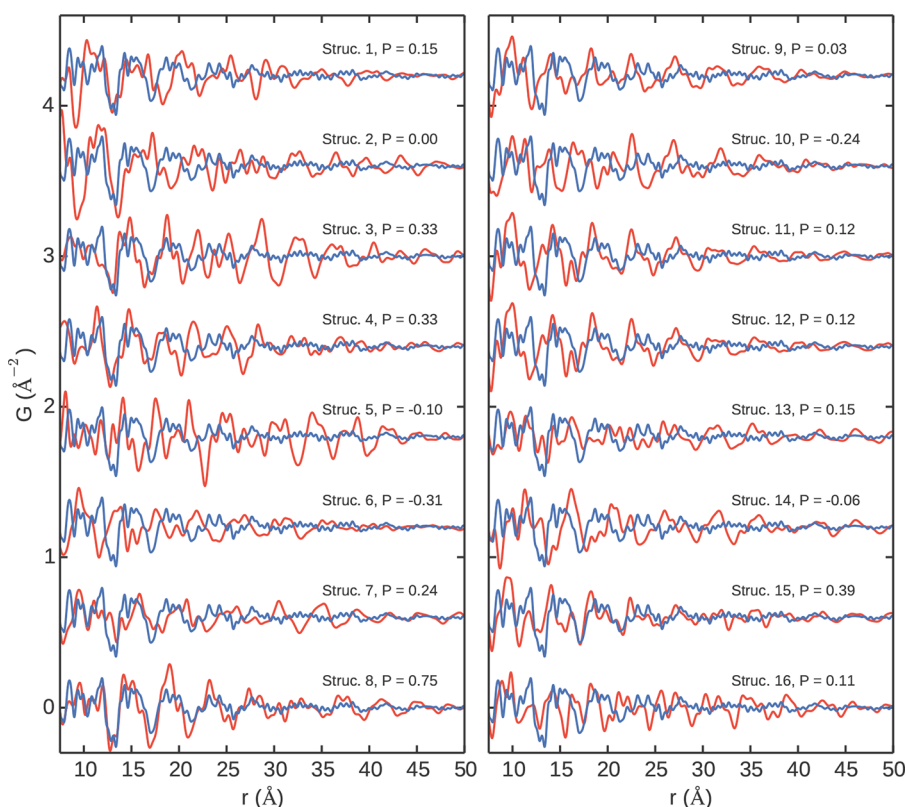 Struc. 1, P = 0.15
Struc. 2, P = 0.00
Struc. 3, P = 0.33
Struc. 4, P = 0.33
Struc. 5, P = -0.10
Struc. 6, P = -0.31
Struc. 7, P = 0.24
Struc. 8, P = 0.75
4
3
2
1
0
G (Å⁻²)
10 15 20 25 30 35 40 45 50
r (Å)
Struc. 9, P = 0.03
Struc. 10, P = -0.24
Struc. 11, P = 0.12
Struc. 12, P = 0.12
Struc. 13, P = 0.15
Struc. 14, P = -0.06
Struc. 15, P = 0.39
Struc. 16, P = 0.11
10 15 20 25 30 35 40 45 50
r (Å)